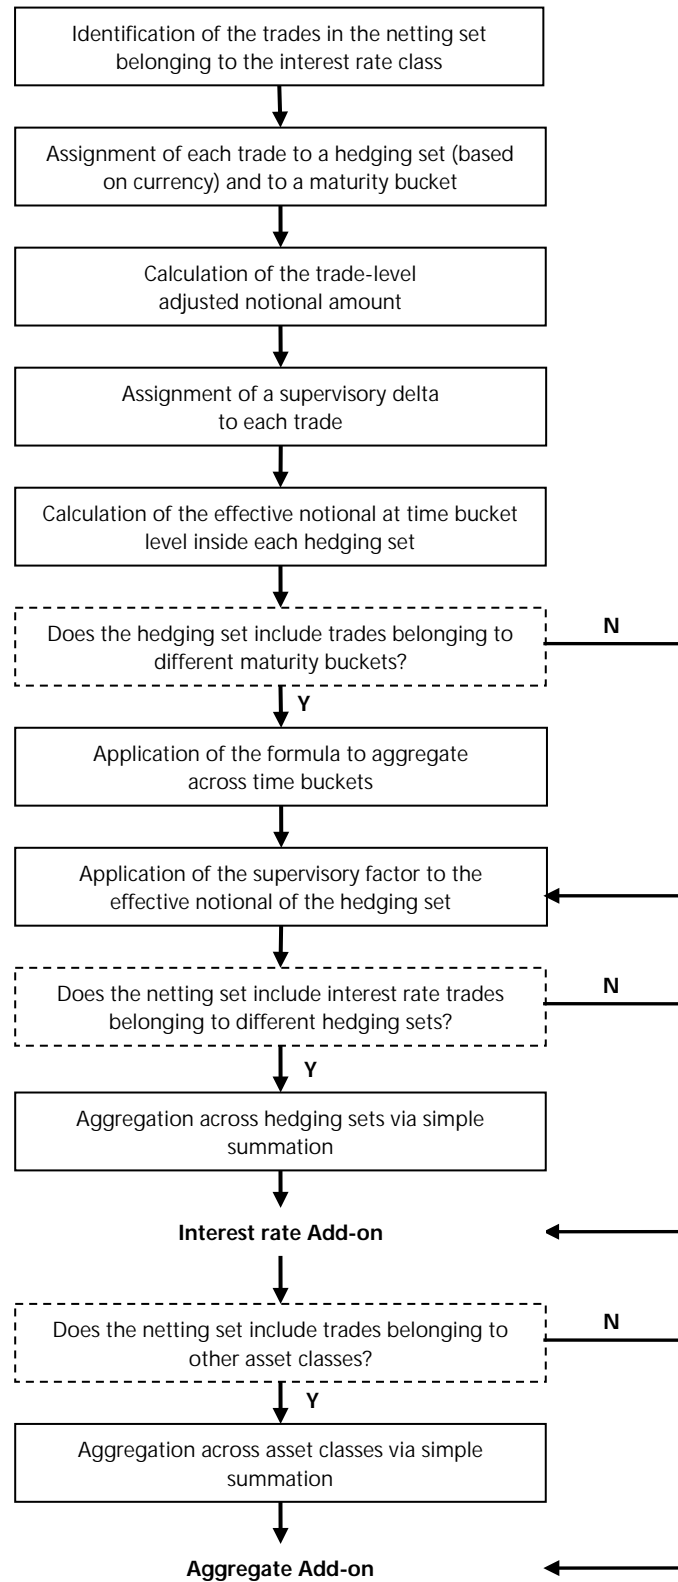 Identification of the trades in the netting set
belonging to the interest rate class
Assignment of each trade to a hedging set (based
on currency) and to a maturity bucket
Calculation of the trade-level
adjusted notional amount
Assignment of a supervisory delta
to each trade
Calculation of the effective notional at time bucket
level inside each hedging set
Does the hedging set include trades belonging to
different maturity buckets?
N
Y
Application of the formula to aggregate
across time buckets
Application of the supervisory factor to the
effective notional of the hedging set
Does the netting set include interest rate trades
belonging to different hedging sets?
N
Y
Aggregation across hedging sets via simple
summation
Interest rate Add-on
Does the netting set include trades belonging to
other asset classes?
N
Y
Aggregation across asset classes via simple
summation
Aggregate Add-on